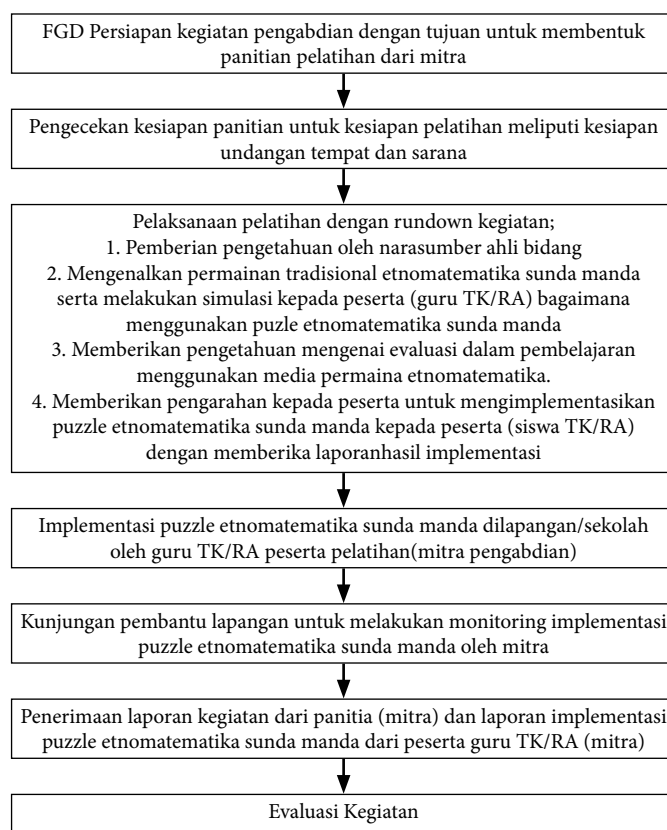 FGD Persiapan kegiatan pengabdian dengan tujuan untuk membentuk
panitian pelatihan dari mitra
Pengecekan kesiapan panitian untuk kesiapan pelatihan meliputi kesiapan
undangan tempat dan sarana
Pelaksanaan pelatihan dengan rundown kegiatan;
1. Pemberian pengetahuan oleh narasumber ahli bidang
2. Mengenalkan permainan tradisional etnomatematika sunda manda
serta melakukan simulasi kepada peserta (guru TK/RA) bagaimana
menggunakan puzle etnomatematika sunda manda
3. Memberikan pengetahuan mengenai evaluasi dalam pembelajaran
menggunakan media permaina etnomatematika.
4. Memberikan pengarahan kepada peserta untuk mengimplementasikan
puzzle etnomatematika sunda manda kepada peserta (siswa TK/RA)
dengan memberika laporanhasil implementasi
Implementasi puzzle etnomatematika sunda manda dilapangan/sekolah
oleh guru TK/RA peserta pelatihan(mitra pengabdian)
Kunjungan pembantu lapangan untuk melakukan monitoring implementasi
puzzle etnomatematika sunda manda oleh mitra
Penerimaan laporan kegiatan dari panitia (mitra) dan laporan implementasi
puzzle etnomatematika sunda manda dari peserta guru TK/RA (mitra)
Evaluasi Kegiatan